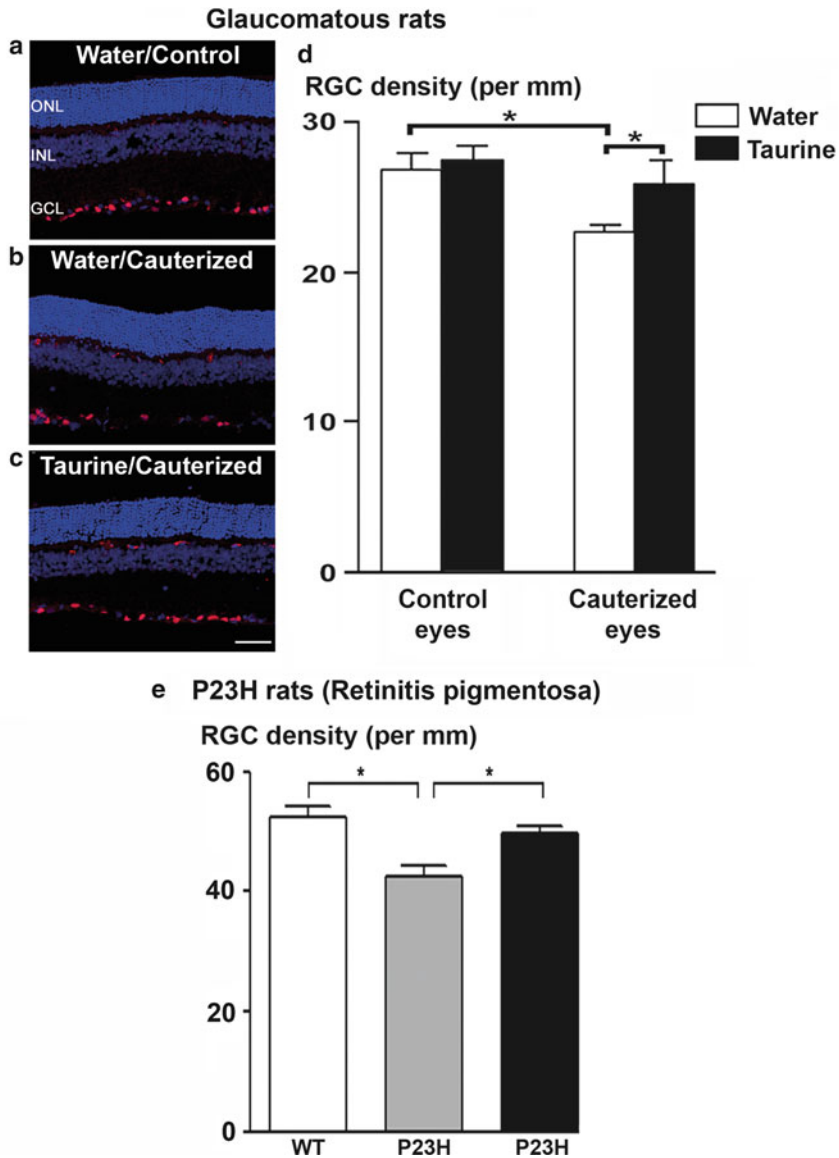 Glaucomatous rats
a
Water/Control
ONL
INL
GCL
b
Water/Cauterized
c
Taurine/Cauterized
d
RGC density (per mm)
Water
Taurine
30
20
10
0
*
*
Control
eyes
Cauterized
eyes
e P23H rats (Retinitis pigmentosa)
RGC density (per mm)
60
40
20
0
*
*
WT
P23H
P23H